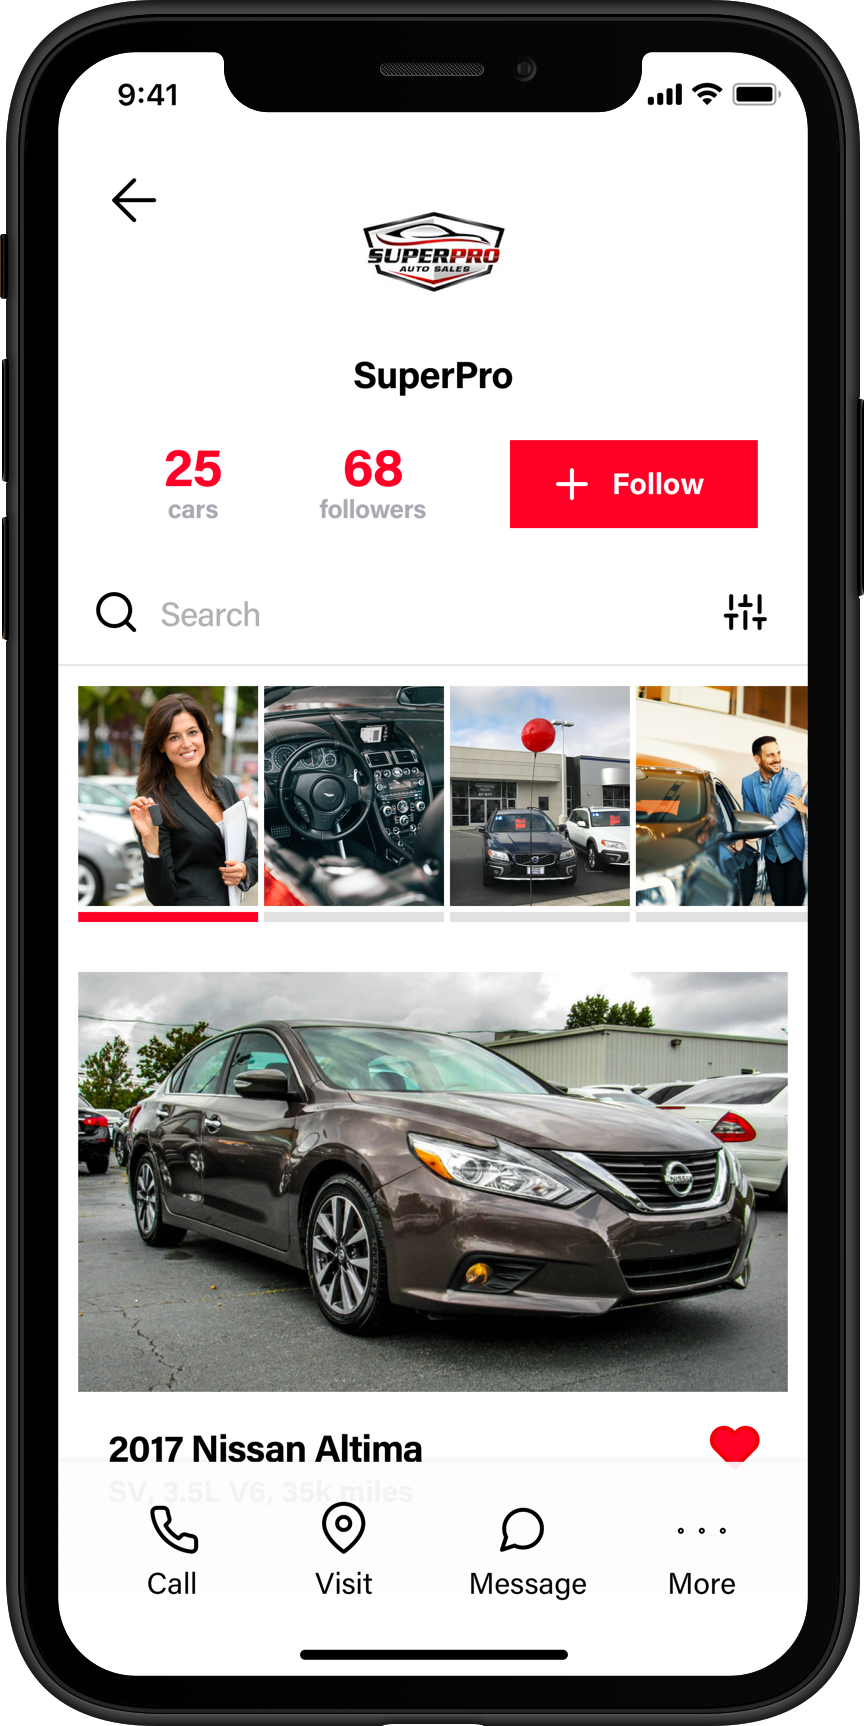 9:41
SUPERPRO
AUTO SALES
SuperPro
25
cars
68
followers
Follow
Search
2017 Nissan Altima
SV, 3.5L V6, 35k miles
Call
Visit
Message
More